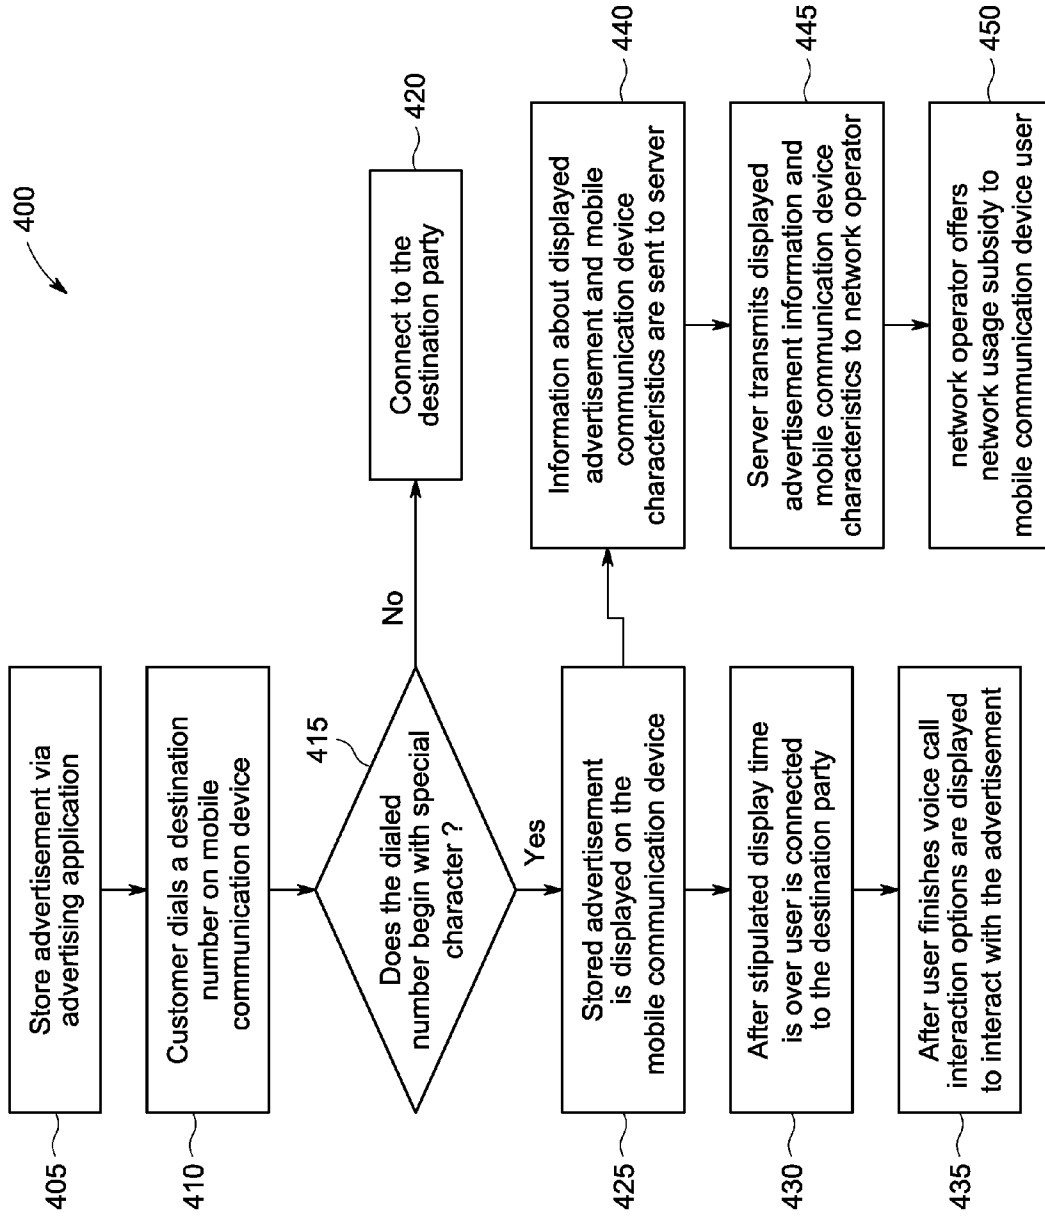 400
Store advertisement via
advertising application
405
Customer dials a destination
number on mobile
communication device
410
Does the dialed
number begin with special
character ?
415
No
Connect to the
destination party
420
Yes
Stored advertisement
is displayed on the
mobile communication device
425
After stipulated display time
is over user is connected
to the destination party
430
After user finishes voice call
interaction options are displayed
to interact with the advertisement
435
Information about displayed
advertisement and mobile
communication device
characteristics are sent to server
440
Server transmits displayed
advertisement information and
mobile communication device
characteristics to network operator
445
network operator offers
network usage subsidy to
mobile communication device user
450